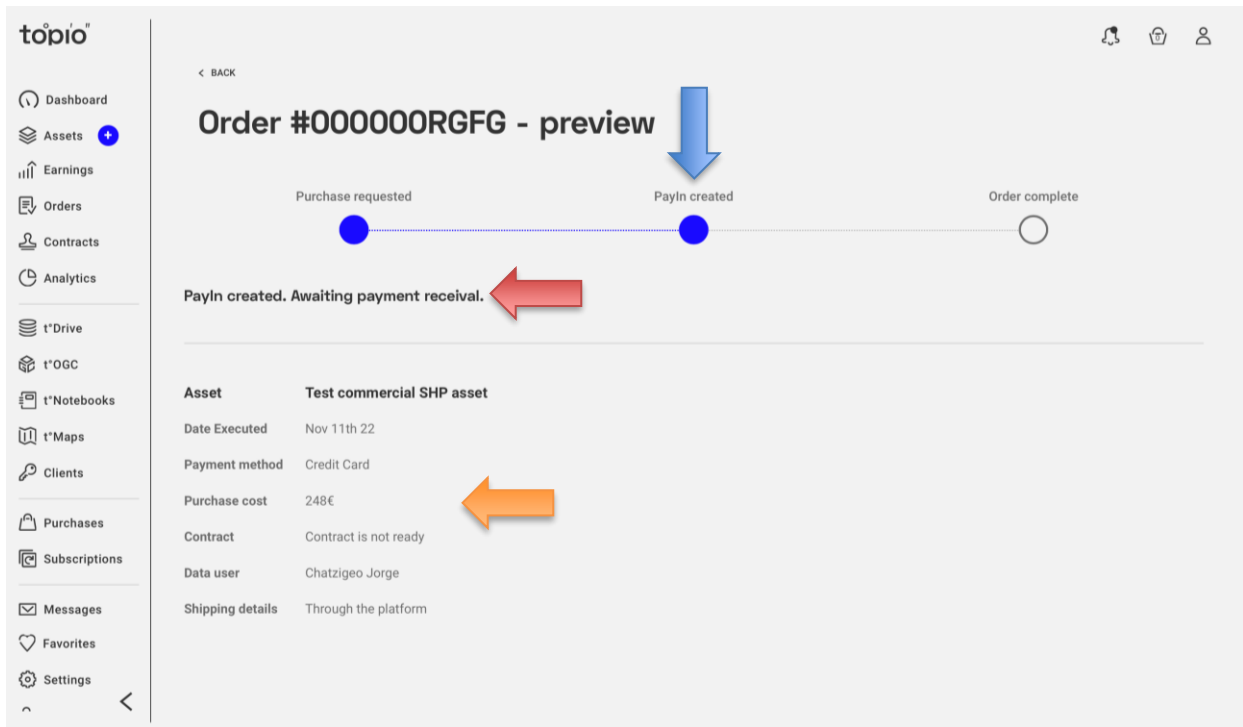 topio
< BACK
Order #000000RGFG - preview
Purchase requested
PayIn created
Order complete
PayIn created. Awaiting payment receival.
Asset Test commercial SHP asset
Date Executed Nov 11th 22
Payment method Credit Card
Purchase cost 248€
Contract Contract is not ready
Data user Chatzigeo Jorge
Shipping details Through the platform
Dashboard
Assets +
Earnings
Orders
Contracts
Analytics
t°Drive
t°OGC
t°Notebooks
t°Maps
Clients
Purchases
Subscriptions
Messages
Favorites
Settings